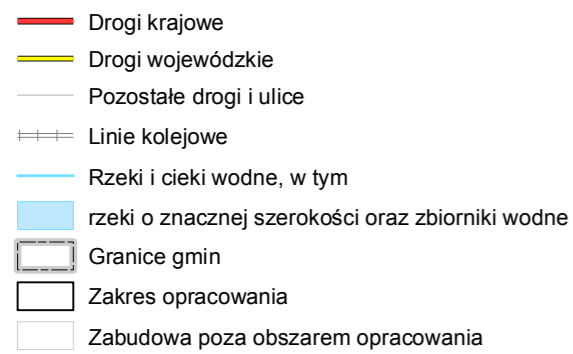 Drogi krajowe
Drogi wojewódzkie
Pozostałe drogi i ulice
Linie kolejowe
Rzeki i cieki wodne, w tym
rzeki o znacznej szerokości oraz zbiorniki wodne
Granice gmin
Zakres opracowania
Zabudowa poza obszarem opracowania